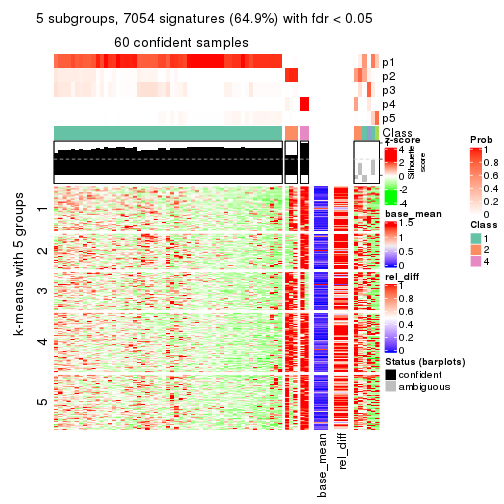 5 subgroups, 7054 signatures (64.9%) with fdr < 0.05
60 confident samples
p1
p2
p3
p4
p5
Class
Silhouette
score
k-means with 5 groups
1
2
3
4
5
base_mean
rel_diff
z-score
4
2
0
-2
-4
base_mean
1.5
1
0.5
0
rel_diff
1
0.8
0.6
0.4
0.2
0
Status (barplots)
confident
ambiguous
Prob
1
0.8
0.6
0.4
0.2
0
Class
1
2
4